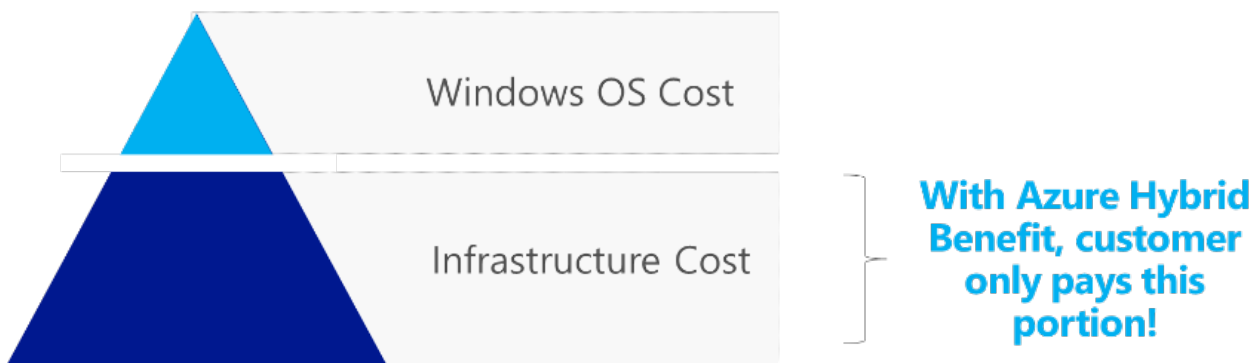 Windows OS Cost
Infrastructure Cost
With Azure Hybrid
Benefit, customer
only pays this
portion!